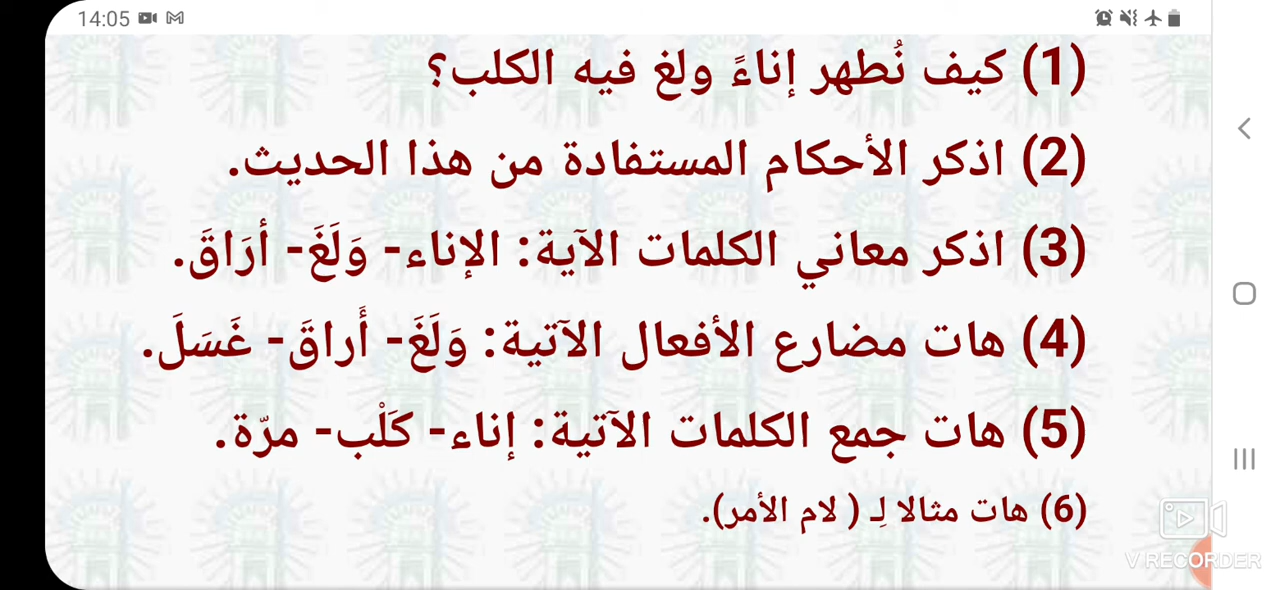 14:05
(1) كيف نُطهر إناءً ولغ فيه الكلب؟
(2) اذكر الأحكام المستفادة من هذا الحديث.
(3) اذكر معاني الكلمات الآية: الإناء- وَلَغَ- أرَاقَ.
(4) هات مضارع الأفعال الآتية: وَلَغَ- أَراقَ- غَسَلَ.
(5) هات جمع الكلمات الآتية: إناء- كَلْب- مرّة.
(6) هات مثالا لِـ ( لام الأمر).
V RECORDER